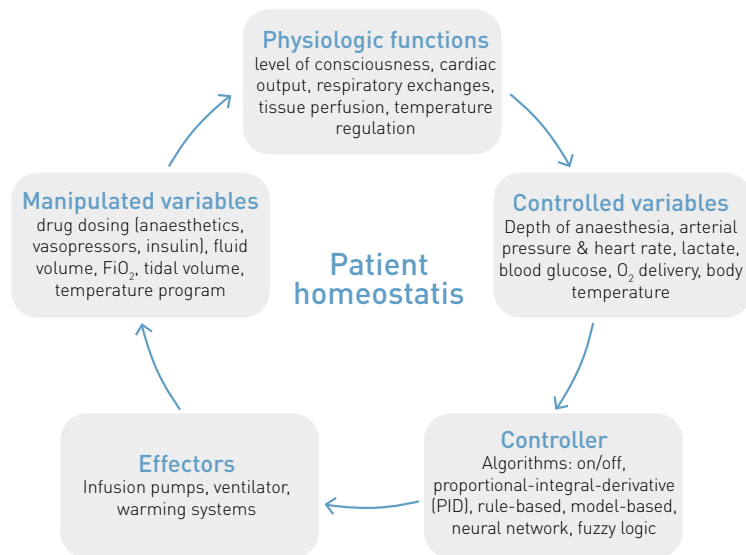 Physiologic functions
level of consciousness, cardiac
output, respiratory exchanges,
tissue perfusion, temperature
regulation
Manipulated variables
drug dosing (anaesthetics,
vasopressors, insulin), fluid
volume, FiO₂, tidal volume,
temperature program
Controlled variables
Depth of anaesthesia, arterial
pressure & heart rate, lactate,
blood glucose, O₂ delivery, body
temperature
Patient
homeostatis
Effectors
Infusion pumps, ventilator,
warming systems
Controller
Algorithms: on/off,
proportional-integral-derivative
(PID), rule-based, model-based,
neural network, fuzzy logic